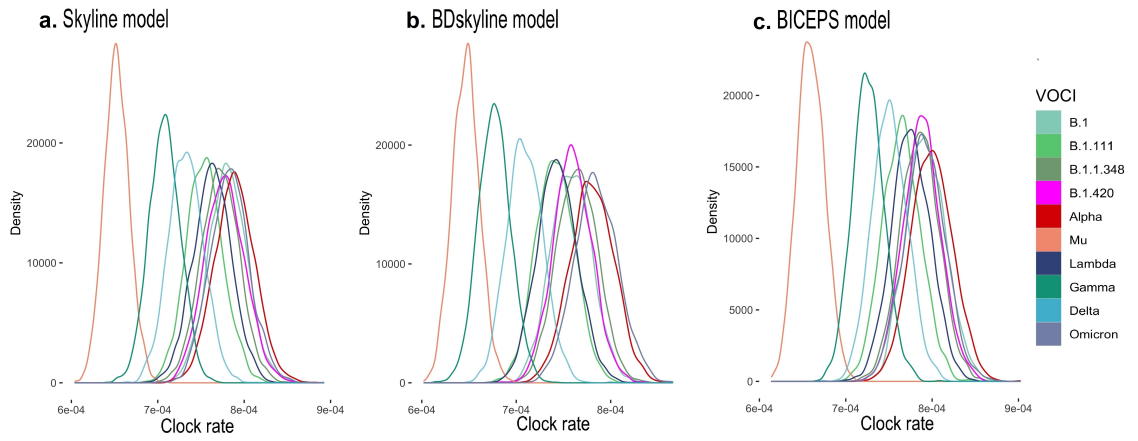 a. Skyline model
Density
20000
10000
0
6e-04 7e-04 8e-04 9e-04
Clock rate
b. BDskyline model
Density
20000
10000
0
6e-04 7e-04 8e-04
Clock rate
c. BICEPS model
Density
20000
15000
10000
5000
0
6e-04 7e-04 8e-04 9e-04
Clock rate
VOCI
B.1
B.1.111
B.1.1.348
B.1.420
Alpha
Mu
Lambda
Gamma
Delta
Omicron